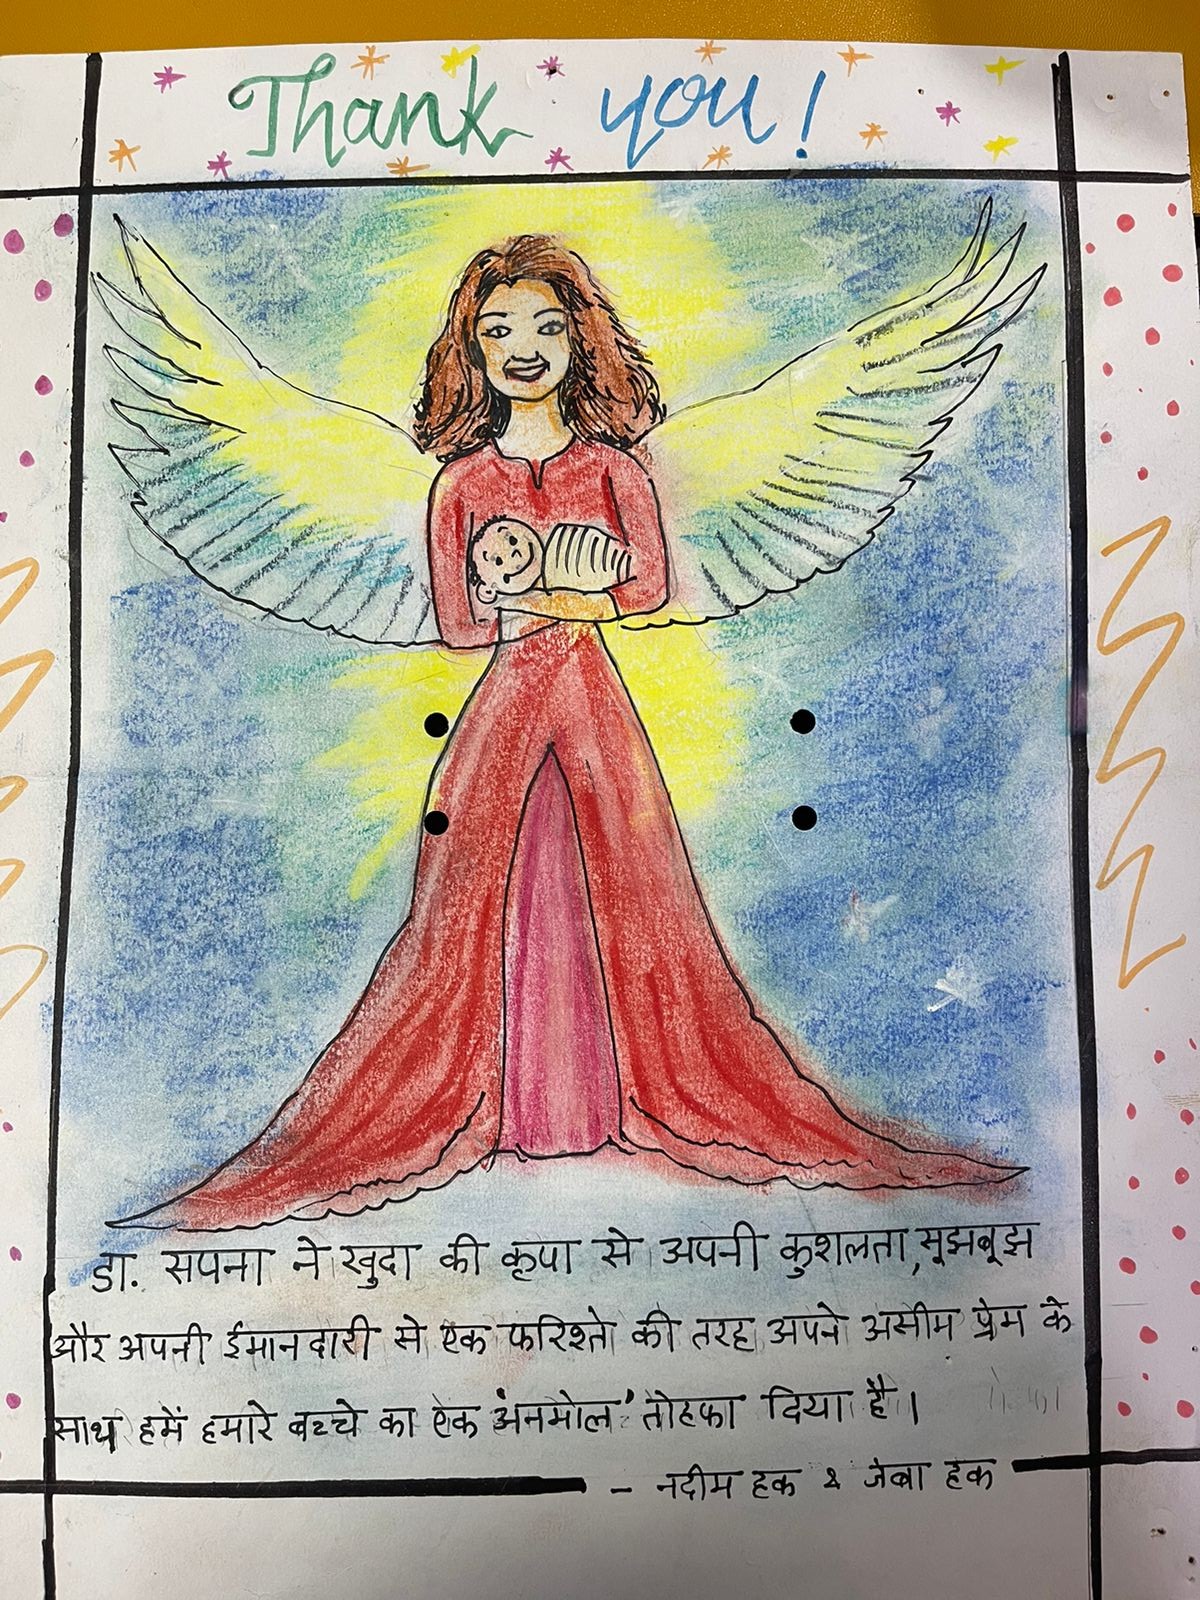 Thank you!
डा. सपना ने खुदा की कृपा से अपनी कुशलता, सूझबूझ
और अपनी ईमानदारी से एक फरिश्ते की तरह अपने असीम प्रेम के
साथ हमें हमारे बच्चे का एक 'अनमोल' तोहफा दिया है।
- नदीम हक & जेबा हक